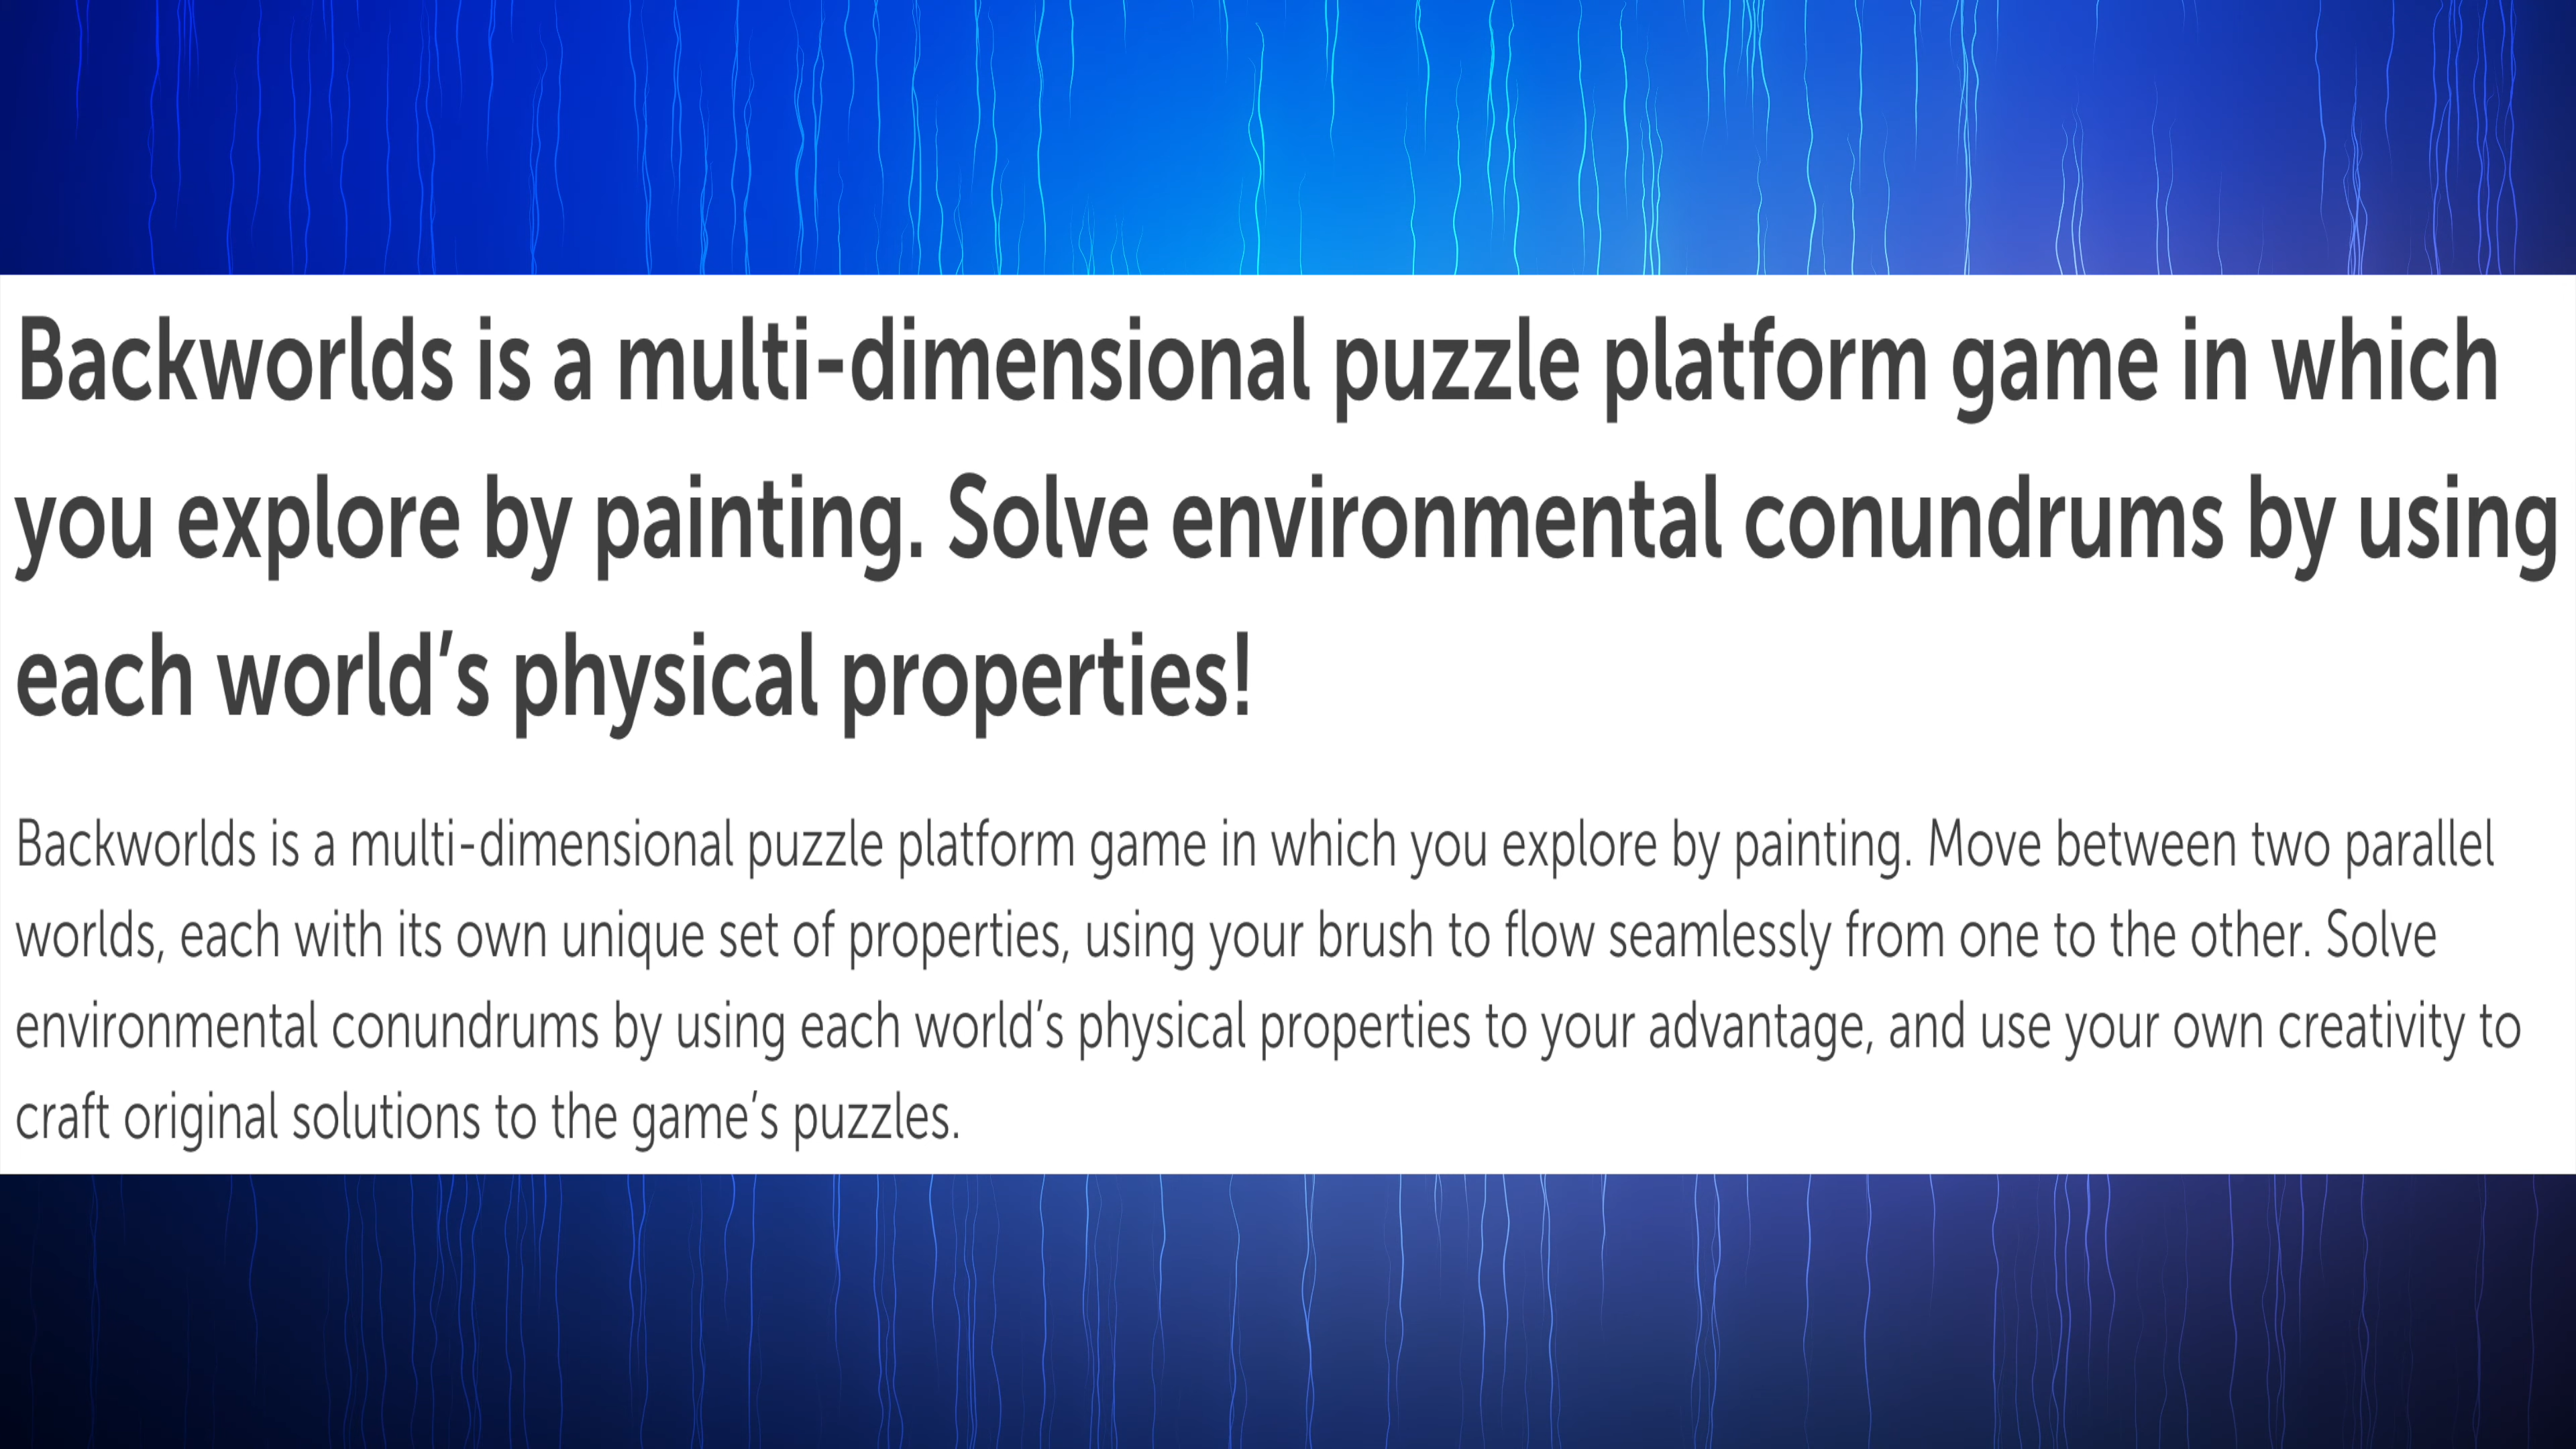 Backworlds is a multi-dimensional puzzle platform game in which
you explore by painting. Solve environmental conundrums by using
each world’s physical properties!
Backworlds is a multi-dimensional puzzle platform game in which you explore by painting. Move between two parallel
worlds, each with its own unique set of properties, using your brush to flow seamlessly from one to the other. Solve
environmental conundrums by using each world’s physical properties to your advantage, and use your own creativity to
craft original solutions to the game’s puzzles.